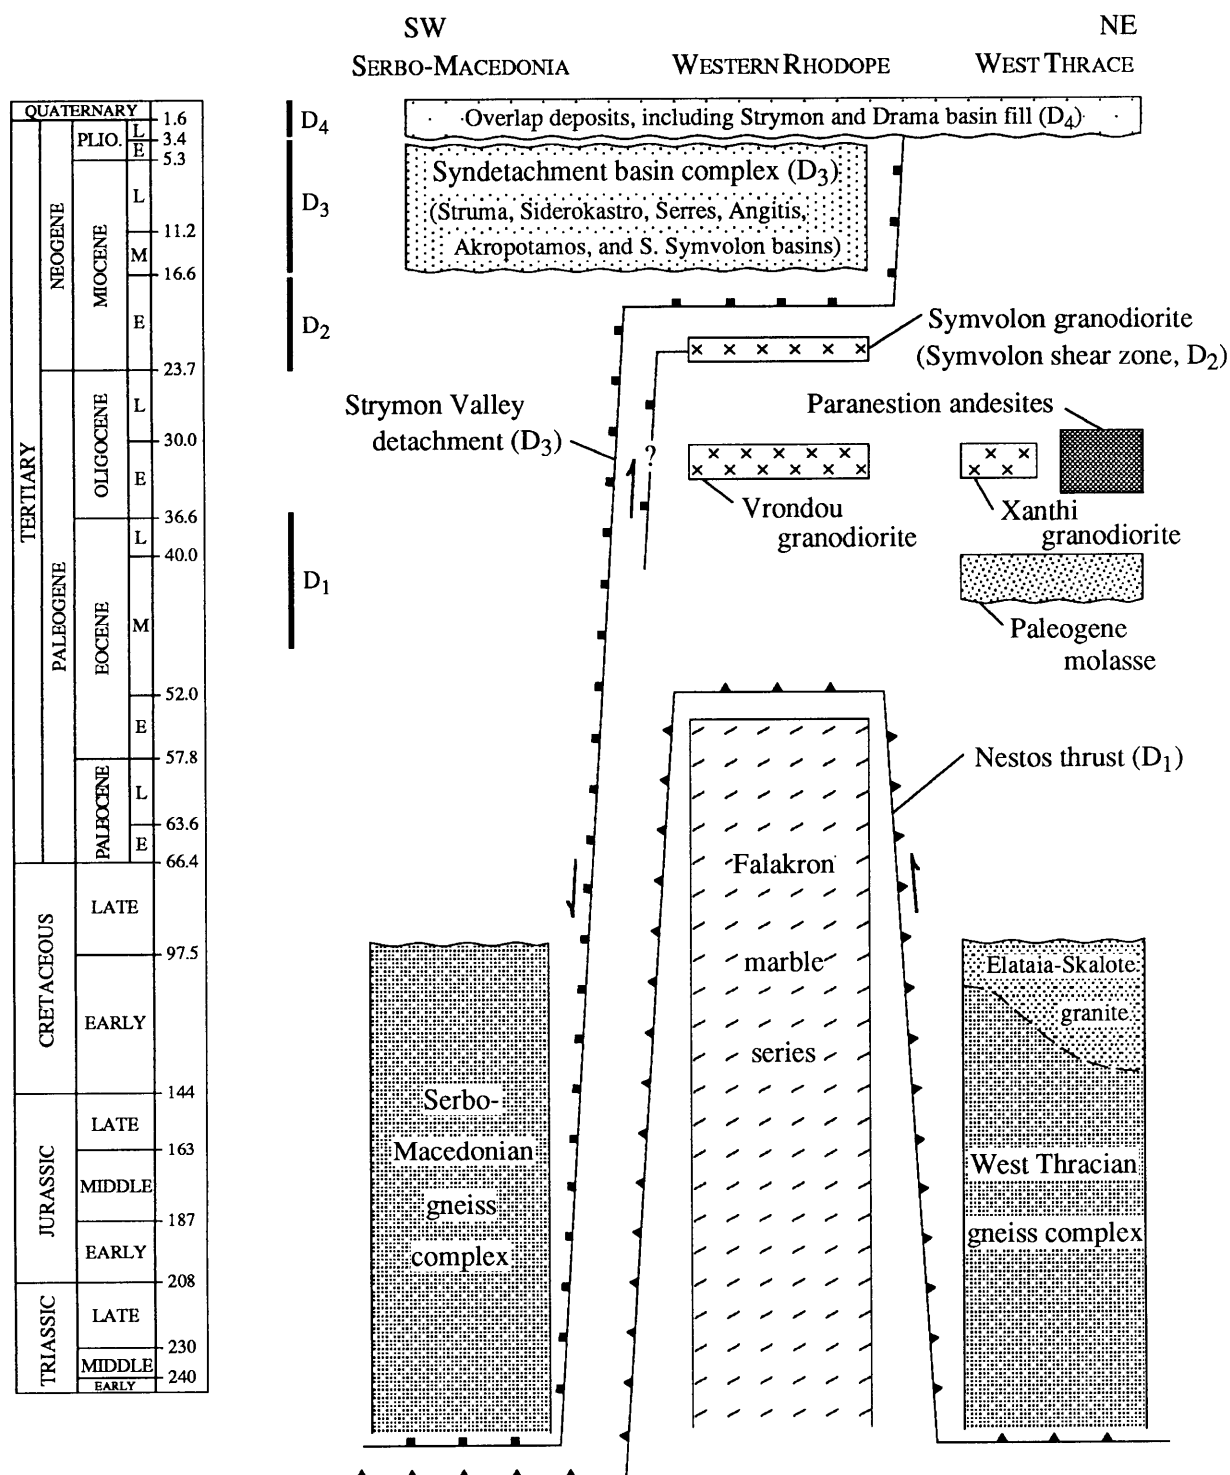 SW
NE
SERBO-MACEDONIA
WESTERN RHODOPE
WEST THRACE
QUATERNARY
1.6
PLIO.
L
3.4
E
5.3
TERTIARY
NEOGENE
MIOCENE
L
11.2
M
16.6
E
23.7
PALEOGENE
OLIGOCENE
L
30.0
E
36.6
EOCENE
L
40.0
M
52.0
E
57.8
PALEOCENE
L
63.6
E
66.4
CRETACEOUS
LATE
97.5
EARLY
144
JURASSIC
LATE
163
MIDDLE
187
EARLY
208
TRIASSIC
LATE
230
MIDDLE
240
EARLY
D4
D3
D2
D1
Overlap deposits, including Strymon and Drama basin fill (D4)
Syndetachment basin complex (D3)
(Struma, Siderokastro, Serres, Angitis,
Akropotamos, and S. Symvolon basins)
Symvolon granodiorite
(Symvolon shear zone, D2)
Strymon Valley
detachment (D3)
?
Paranestion andesites
Vrondou
granodiorite
Xanthi
granodiorite
Paleogene
molasse
Nestos thrust (D1)
Falakron
marble
series
Elataia-Skalote
granite
Serbo-
Macedonian
gneiss
complex
West Thracian
gneiss complex